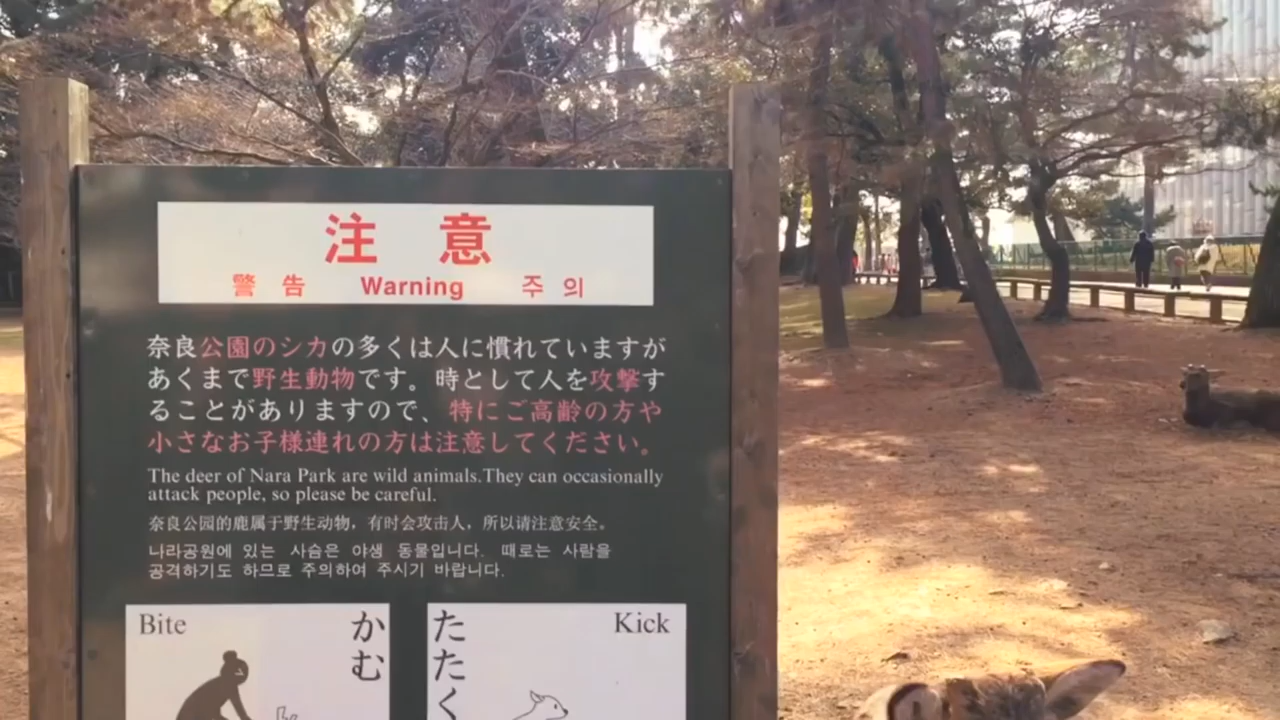 注意
警告 Warning 주의
奈良公園のシカの多くは人に慣れていますが
あくまで野生動物です。時として人を攻撃す
ることがありますので、特にご高齢の方や
小さなお子様連れの方は注意してください。
The deer of Nara Park are wild animals.They can occasionally
attack people, so please be careful.
奈良公园的鹿属于野生动物，有时会攻击人，所以请注意安全。
나라공원에 있는 사슴은 야생 동물입니다. 때로는 사람을
공격하기도 하므로 주의하여 주시기 바랍니다.
Bite かむ
たたく Kick